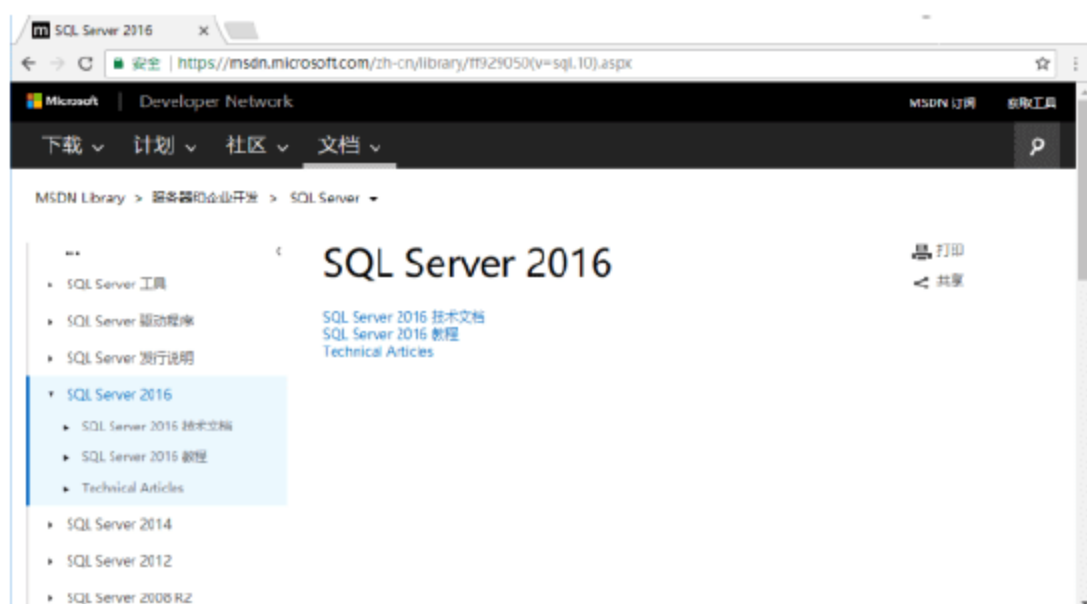 SQL Server 2016
安全 | https://msdn.microsoft.com/zh-cn/library/ff929050(v=sql.10).aspx
Microsoft | Developer Network
MSDN 订阅 获取工具
下载 计划 社区 文档
MSDN Library > 服务器和企业开发 > SQL Server
...
SQL Server 工具
SQL Server 驱动程序
SQL Server 发行说明
SQL Server 2016
SQL Server 2016 技术文档
SQL Server 2016 教程
Technical Articles
SQL Server 2014
SQL Server 2012
SQL Server 2008 R2
SQL Server 2016
SQL Server 2016 技术文档
SQL Server 2016 教程
Technical Articles
打印
共享